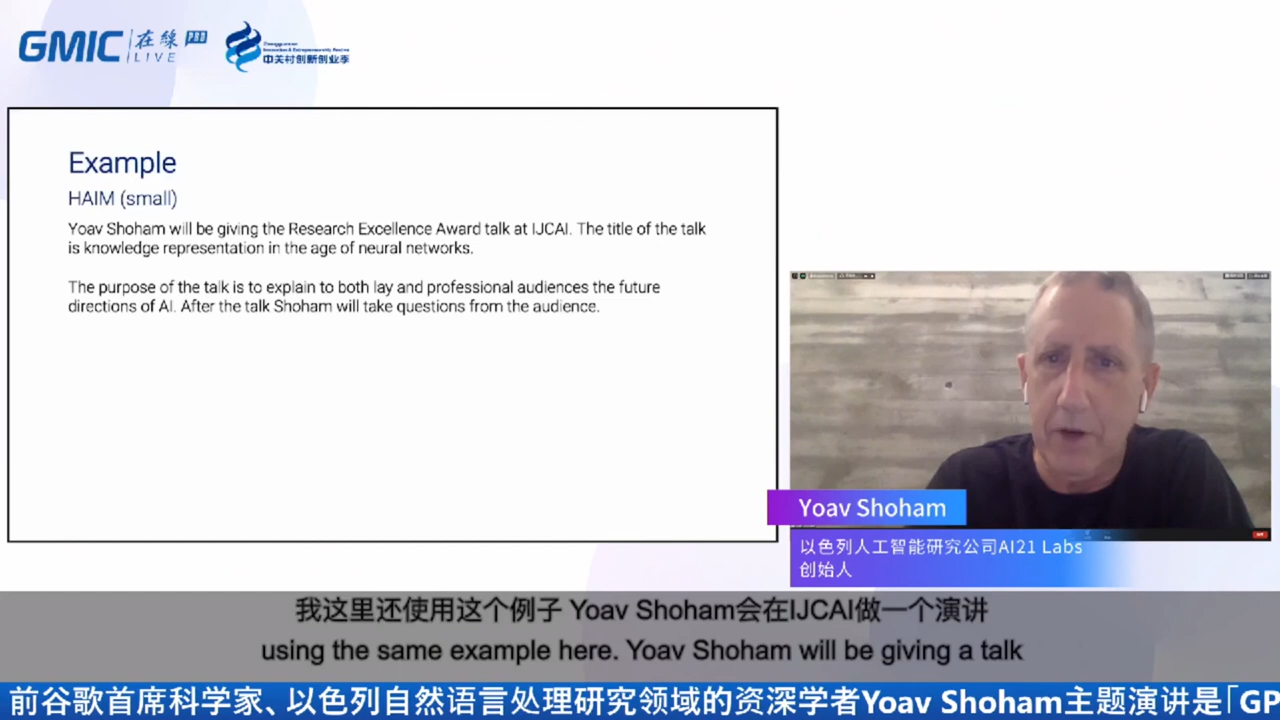 GMIC 在線 PRO
LIVE
中关村创新创业季
Example
HAIM (small)
Yoav Shoham will be giving the Research Excellence Award talk at IJCAI. The title of the talk
is knowledge representation in the age of neural networks.
The purpose of the talk is to explain to both lay and professional audiences the future
directions of AI. After the talk Shoham will take questions from the audience.
Yoav Shoham
以色列人工智能研究公司AI21 Labs
创始人
我这里还使用这个例子 Yoav Shoham会在IJCAI做一个演讲
using the same example here. Yoav Shoham will be giving a talk
前谷歌首席科学家、以色列自然语言处理研究领域的资深学者Yoav Shoham主题演讲是「GP